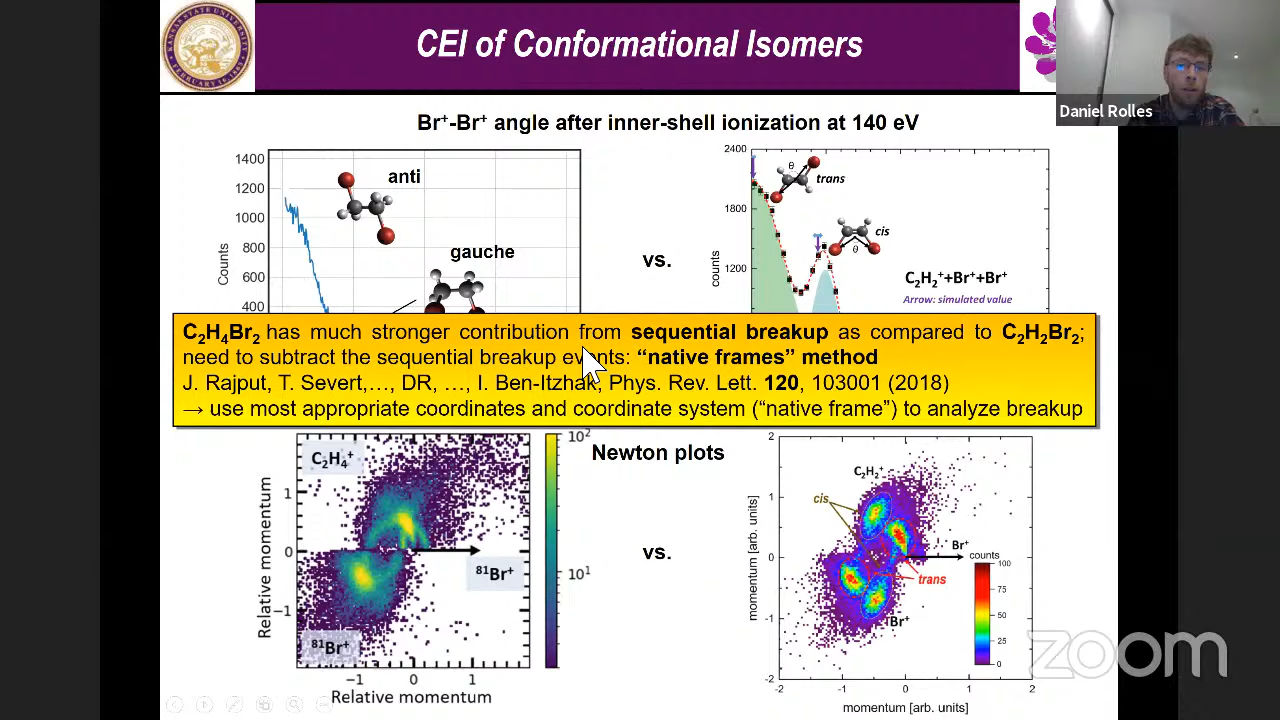 CEI of Conformational Isomers
KANSAS STATE UNIVERSITY
FEBRUARY 16, 1863
Daniel Rolles
Br⁺-Br⁺ angle after inner-shell ionization at 140 eV
1400
1200
1000
800
600
400
Counts
anti
gauche
vs.
2400
1800
1200
counts
θ
trans
cis
θ
C₂H₂⁺+Br⁺+Br⁺
Arrow: simulated value
C₂H₄Br₂ has much stronger contribution from sequential breakup as compared to C₂H₂Br₂;
need to subtract the sequential breakup events: “native frames” method
J. Rajput, T. Severt,…, DR, …, I. Ben-Itzhak, Phys. Rev. Lett. 120, 103001 (2018)
→ use most appropriate coordinates and coordinate system (“native frame”) to analyze breakup
Newton plots
C₂H₄⁺
⁸¹Br⁺
⁸¹Br⁺
1
0
−1
Relative momentum
−1 0 1
Relative momentum
10²
10¹
vs.
2
1
0
-1
-2
momentum [arb. units]
C₂H₂⁺
cis
Br⁺
trans
Br⁺
counts
100
75
50
25
0
-2 -1 0 1 2
momentum [arb. units]
zoom